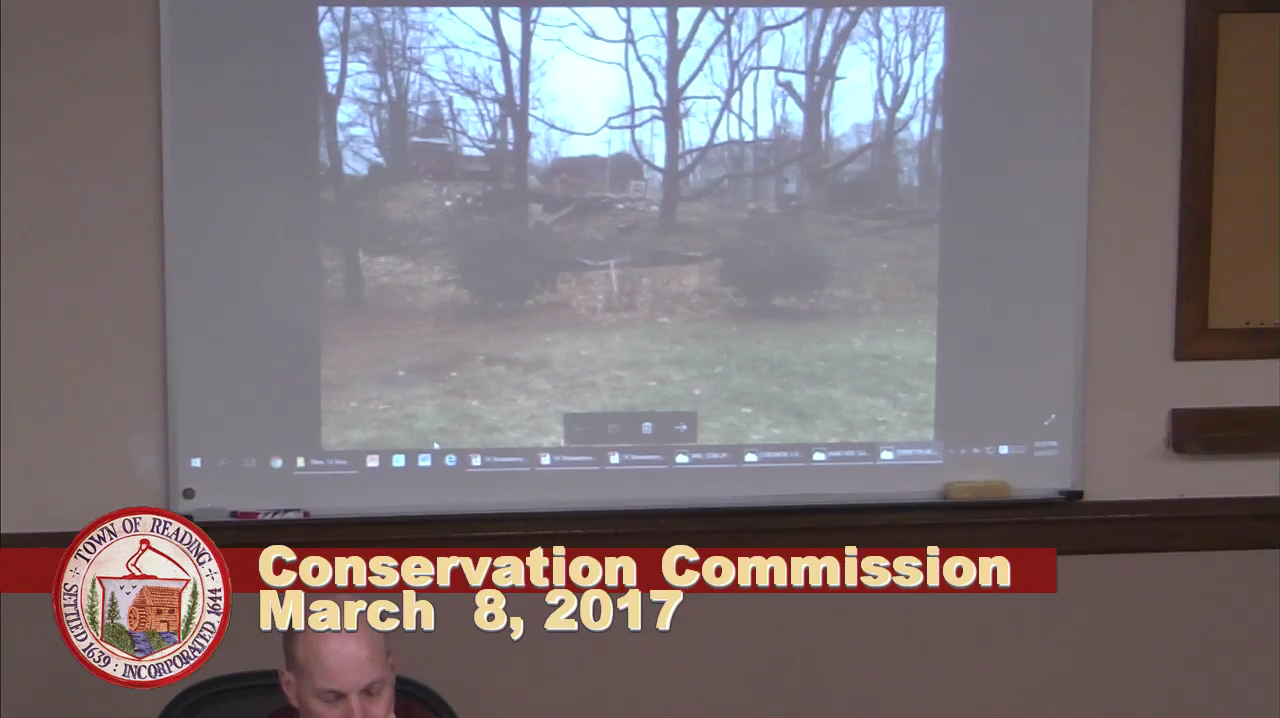 TOWN OF READING
SETTLED 1639 : INCORPORATED 1644
Conservation Commission
March 8, 2017